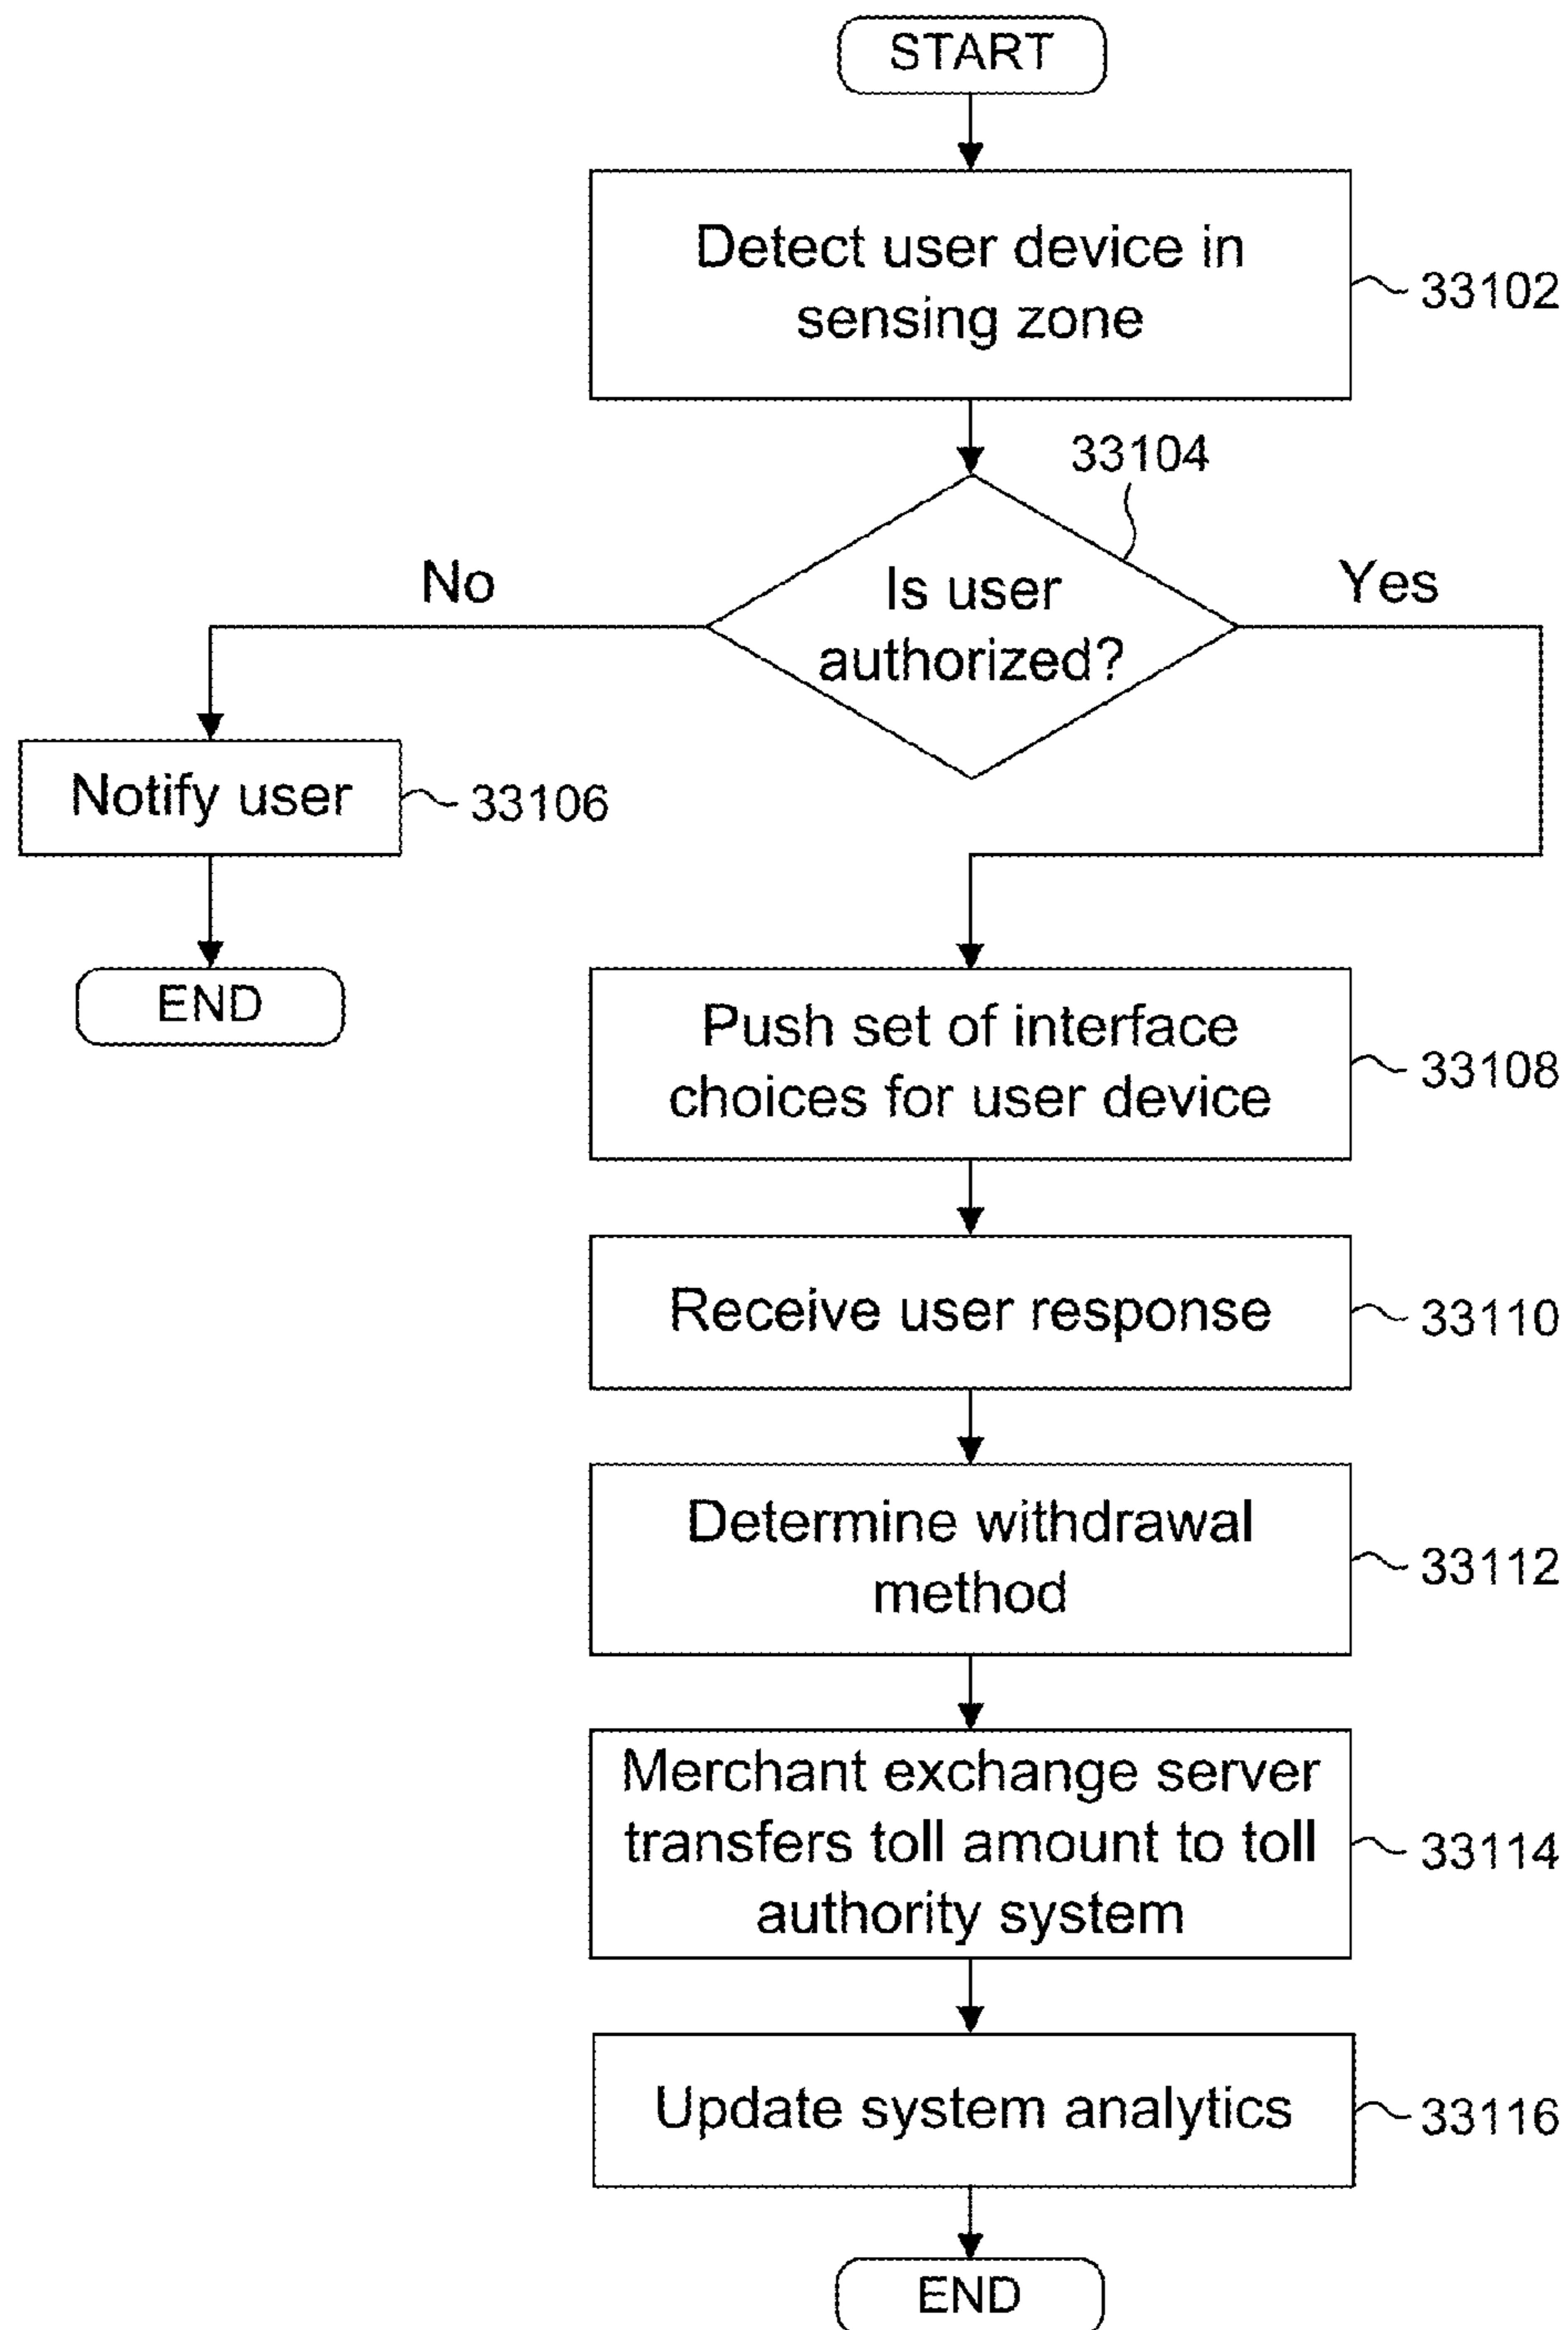 START
Detect user device in
sensing zone
33102
33104
No
Is user
authorized?
Yes
Notify user
33106
END
Push set of interface
choices for user device
33108
Receive user response
33110
Determine withdrawal
method
33112
Merchant exchange server
transfers toll amount to toll
authority system
33114
Update system analytics
33116
END